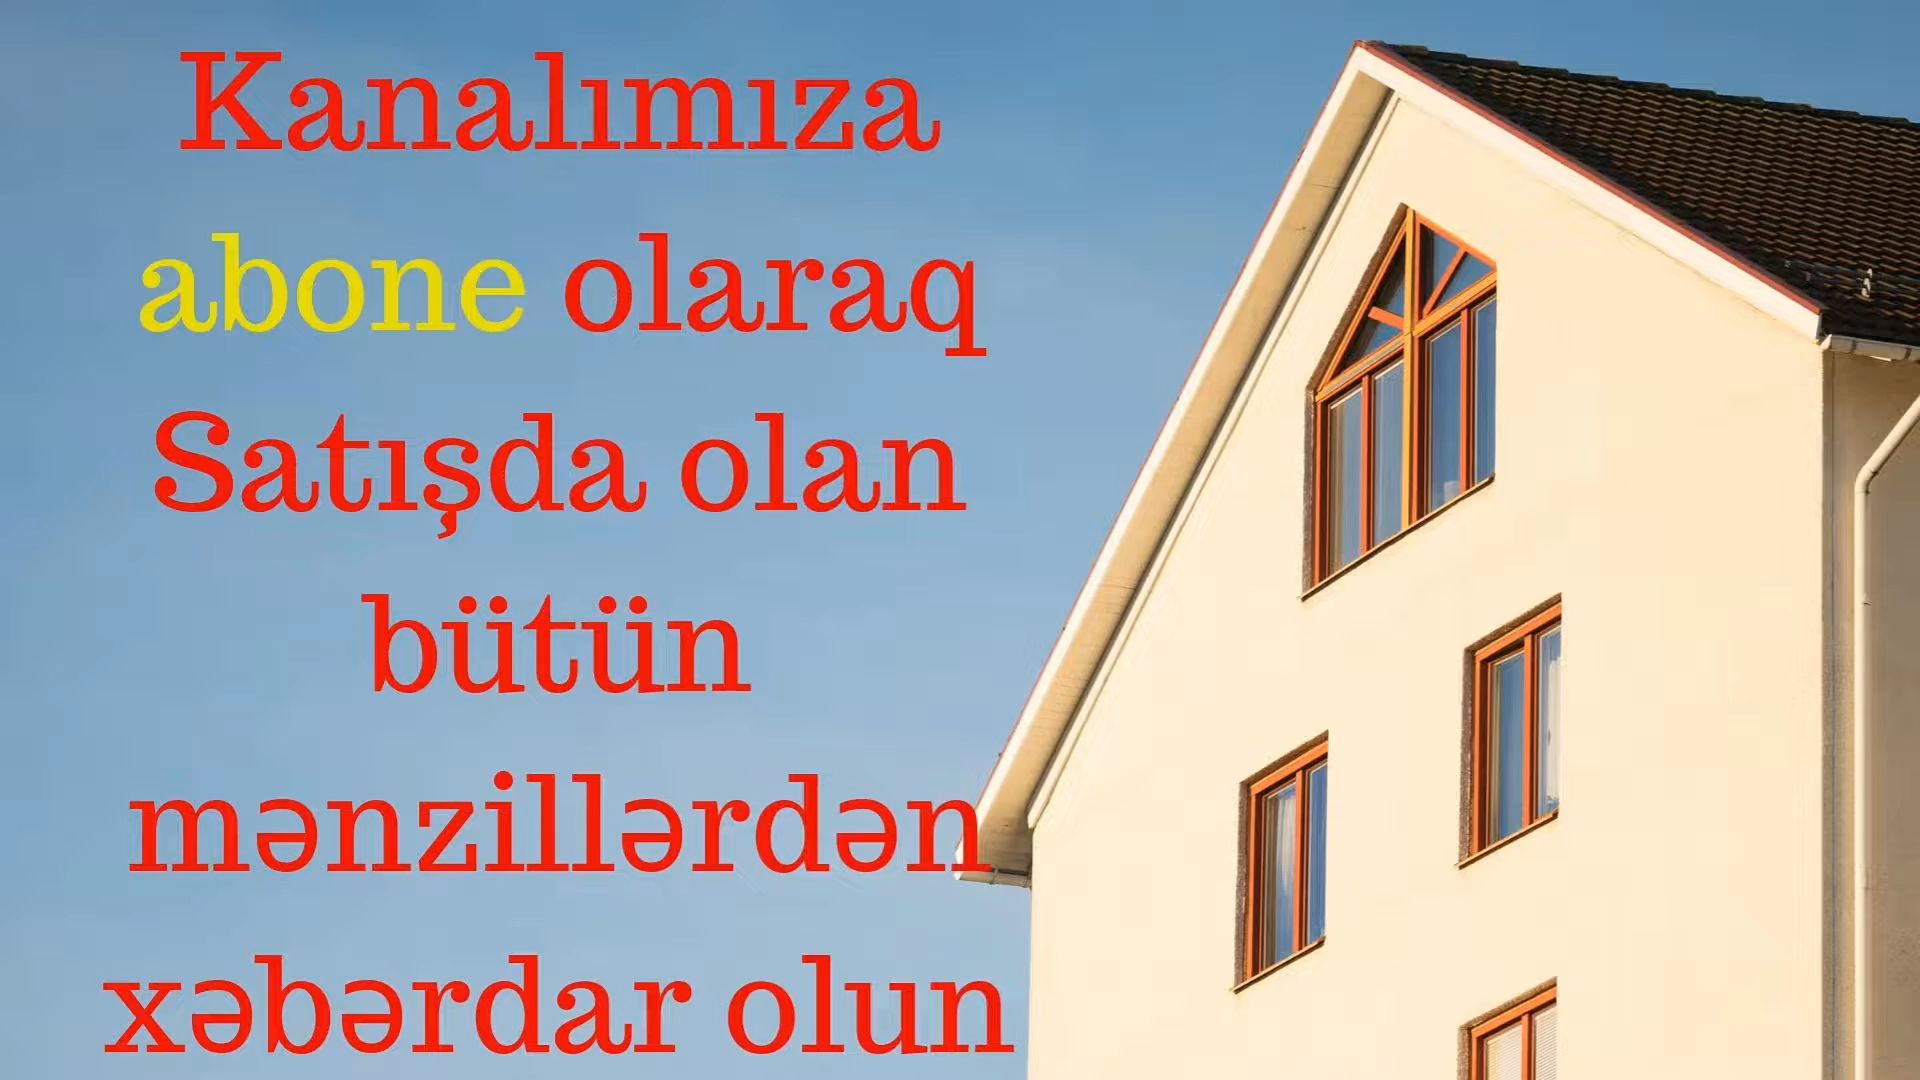 Kanalımıza
abone olaraq
Satışda olan
bütün
mənzillərdən
xəbərdar olun